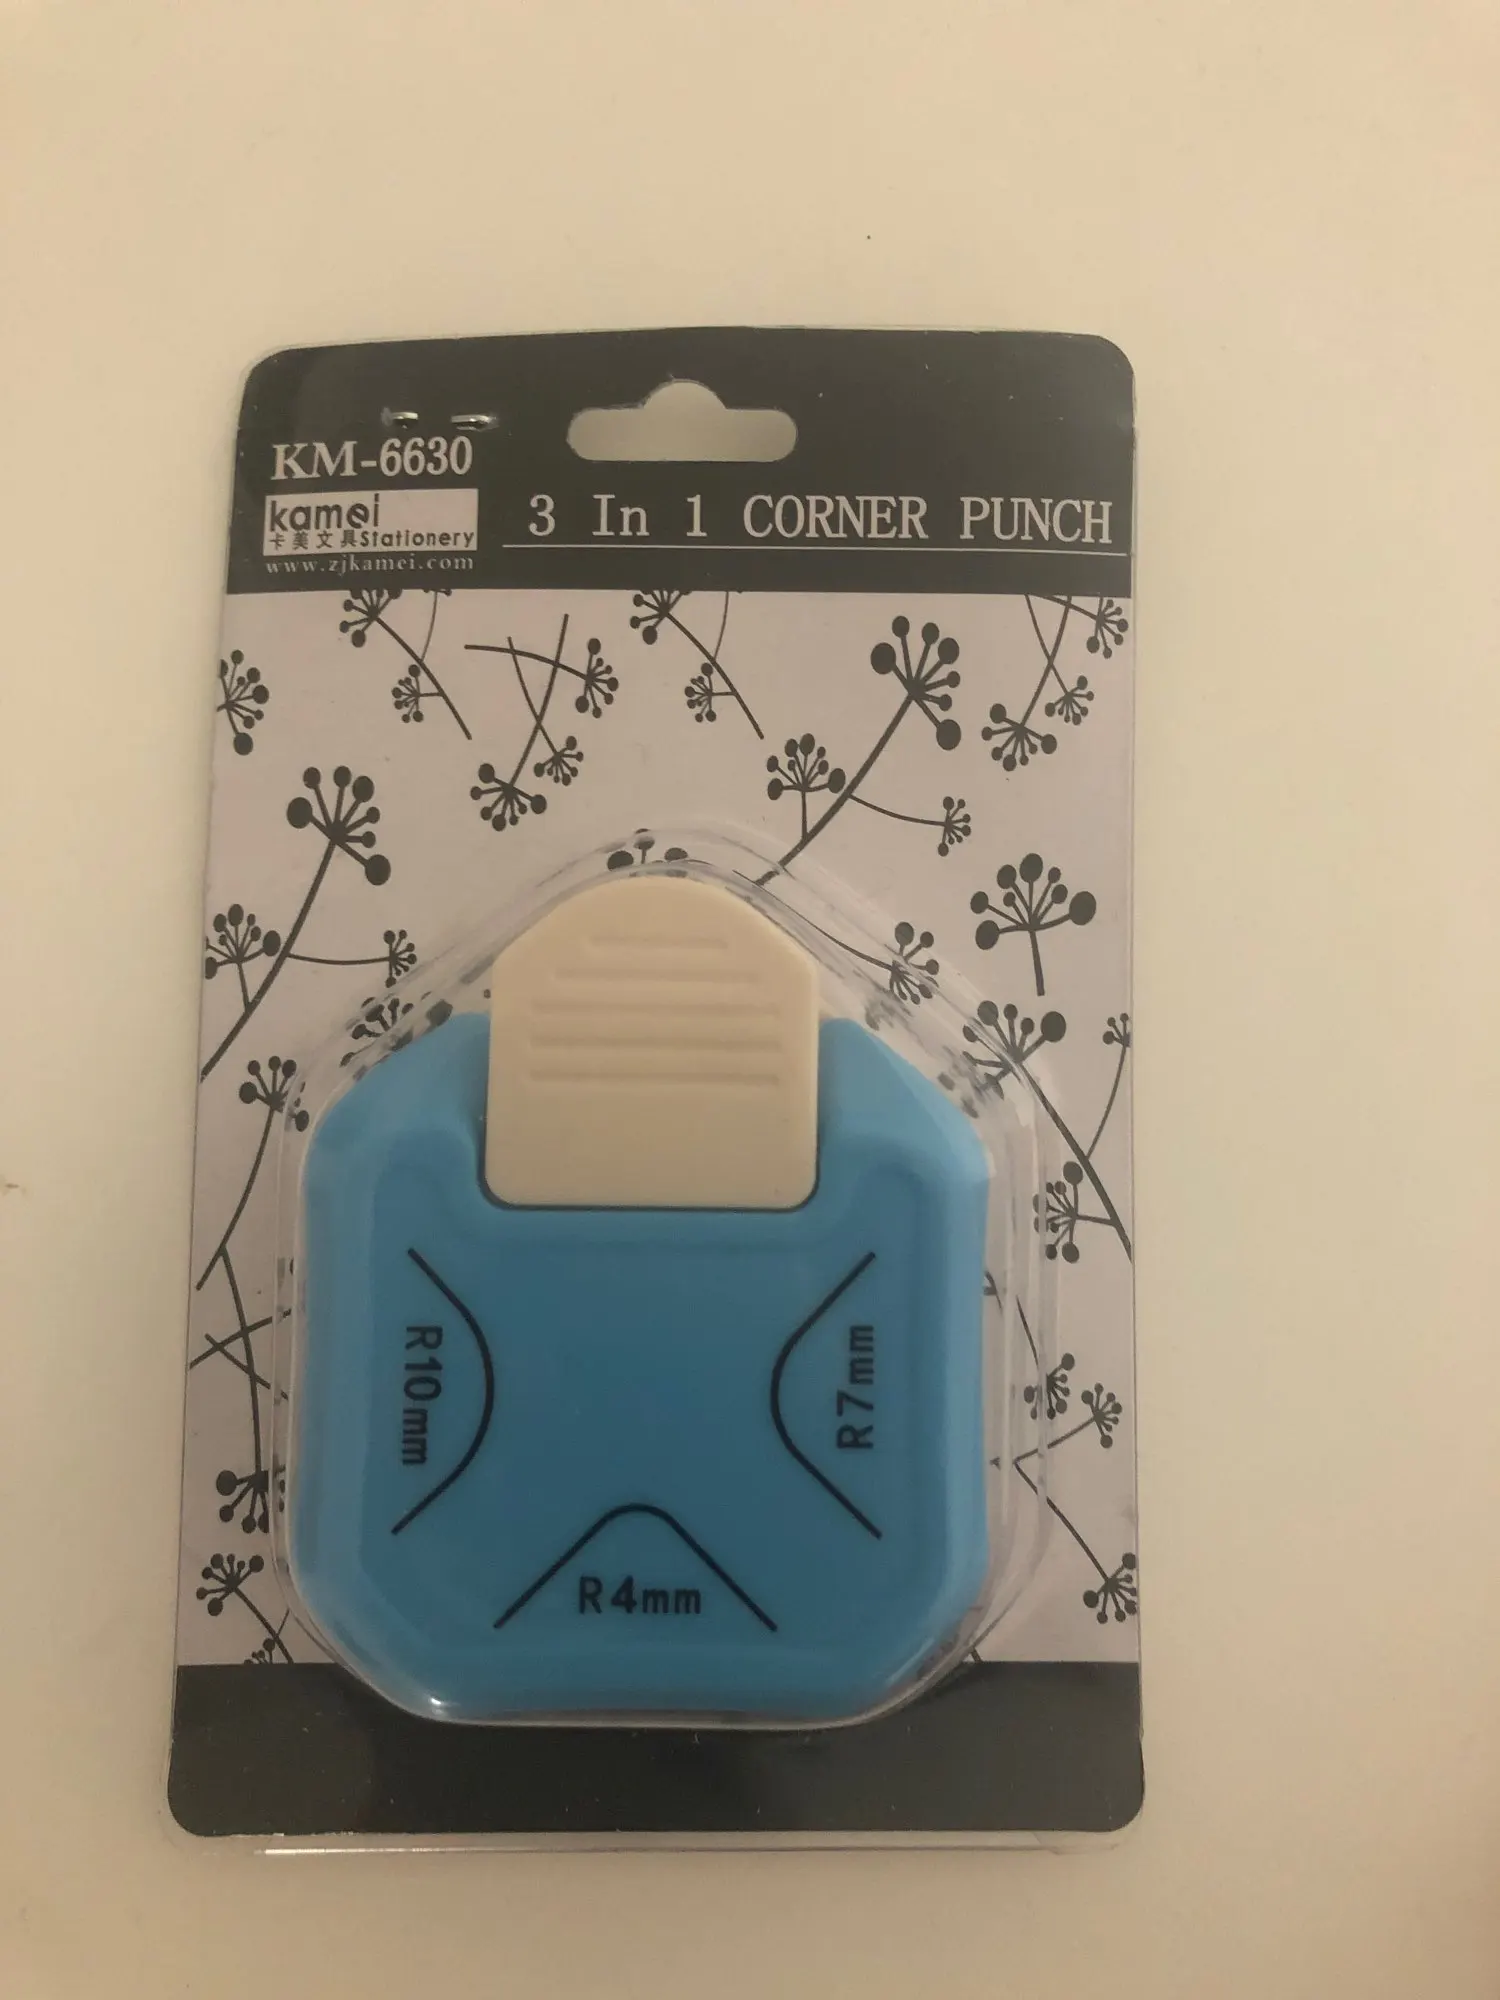 KM-6630
kamei
卡美文具Stationery
www.zjkamei.com
3 In 1 CORNER PUNCH
R10mm
R7mm
R4mm